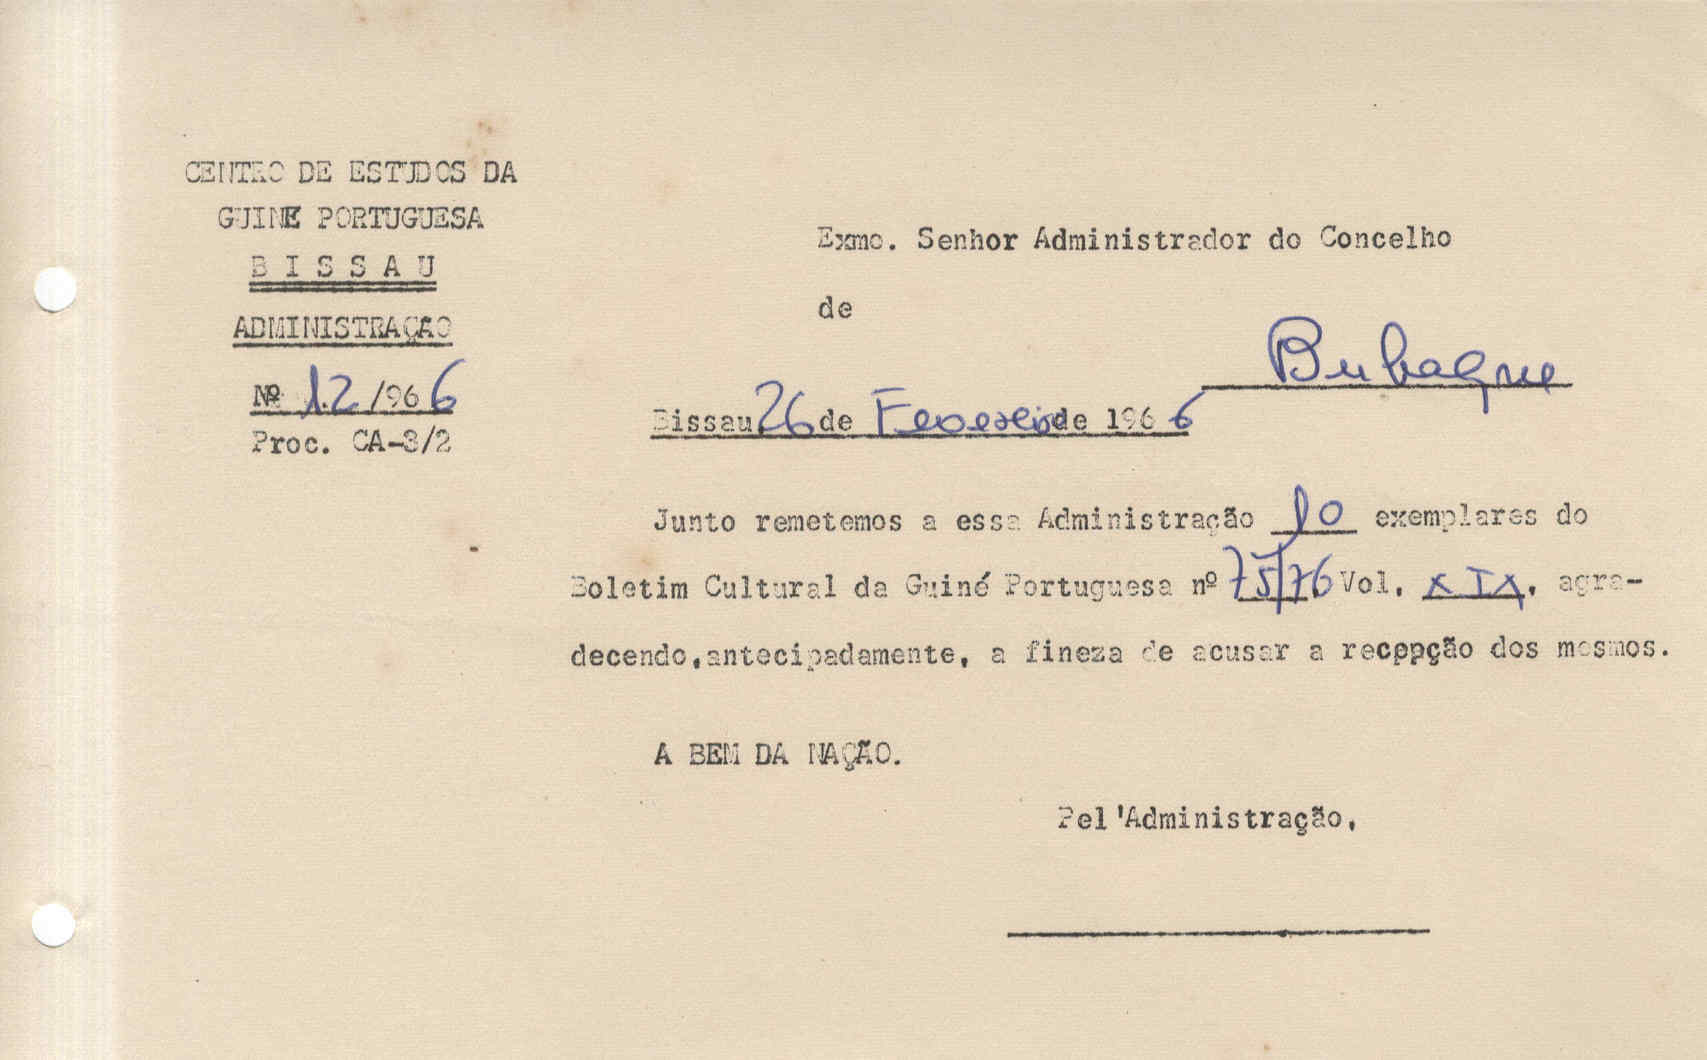 CENTRO DE ESTUDOS DA
GUINE PORTUGUESA
B I S S A U
ADMINISTRAÇÃO
Nº 12/966
Proc. CA-3/2
Exmo. Senhor Administrador do Concelho
de
Bubaque
Bissau, 26 de Fevereiro de 1966
Junto remetemos a essa Administração 10 exemplares do
Boletim Cultural da Guiné Portuguesa nº 75/76 Vol. XIX, agra-
decendo,antecipadamente, a fineza de acusar a recepção dos mesmos.
A BEM DA NAÇÃO.
Pel'Administração,